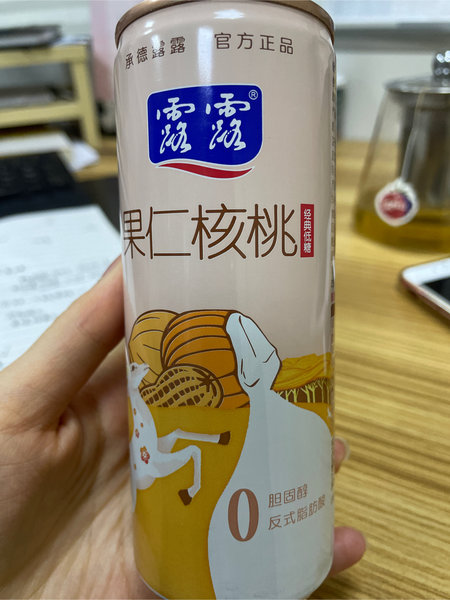 承德露露 官方正品
露露®
果仁核桃
经典低糖
0
胆固醇
反式脂肪酸